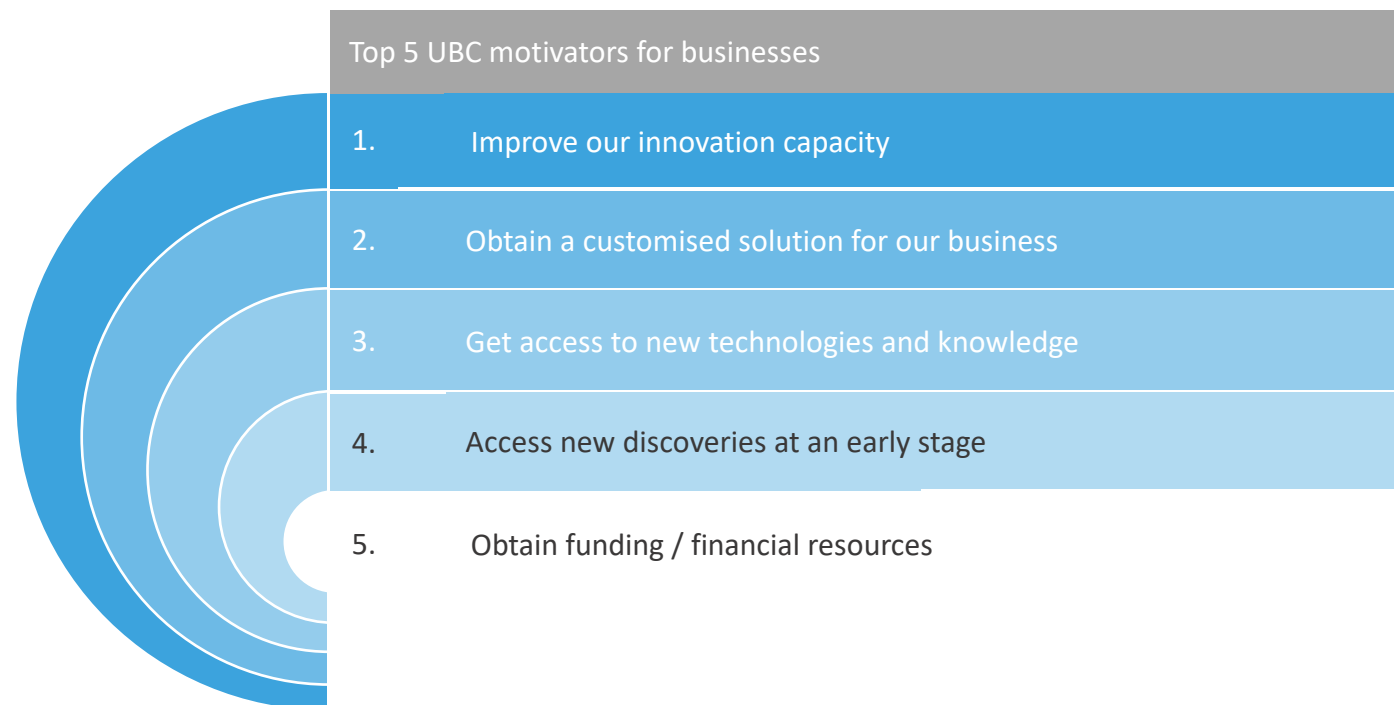 Top 5 UBC motivators for businesses
1. Improve our innovation capacity
2. Obtain a customised solution for our business
3. Get access to new technologies and knowledge
4. Access new discoveries at an early stage
5. Obtain funding / financial resources